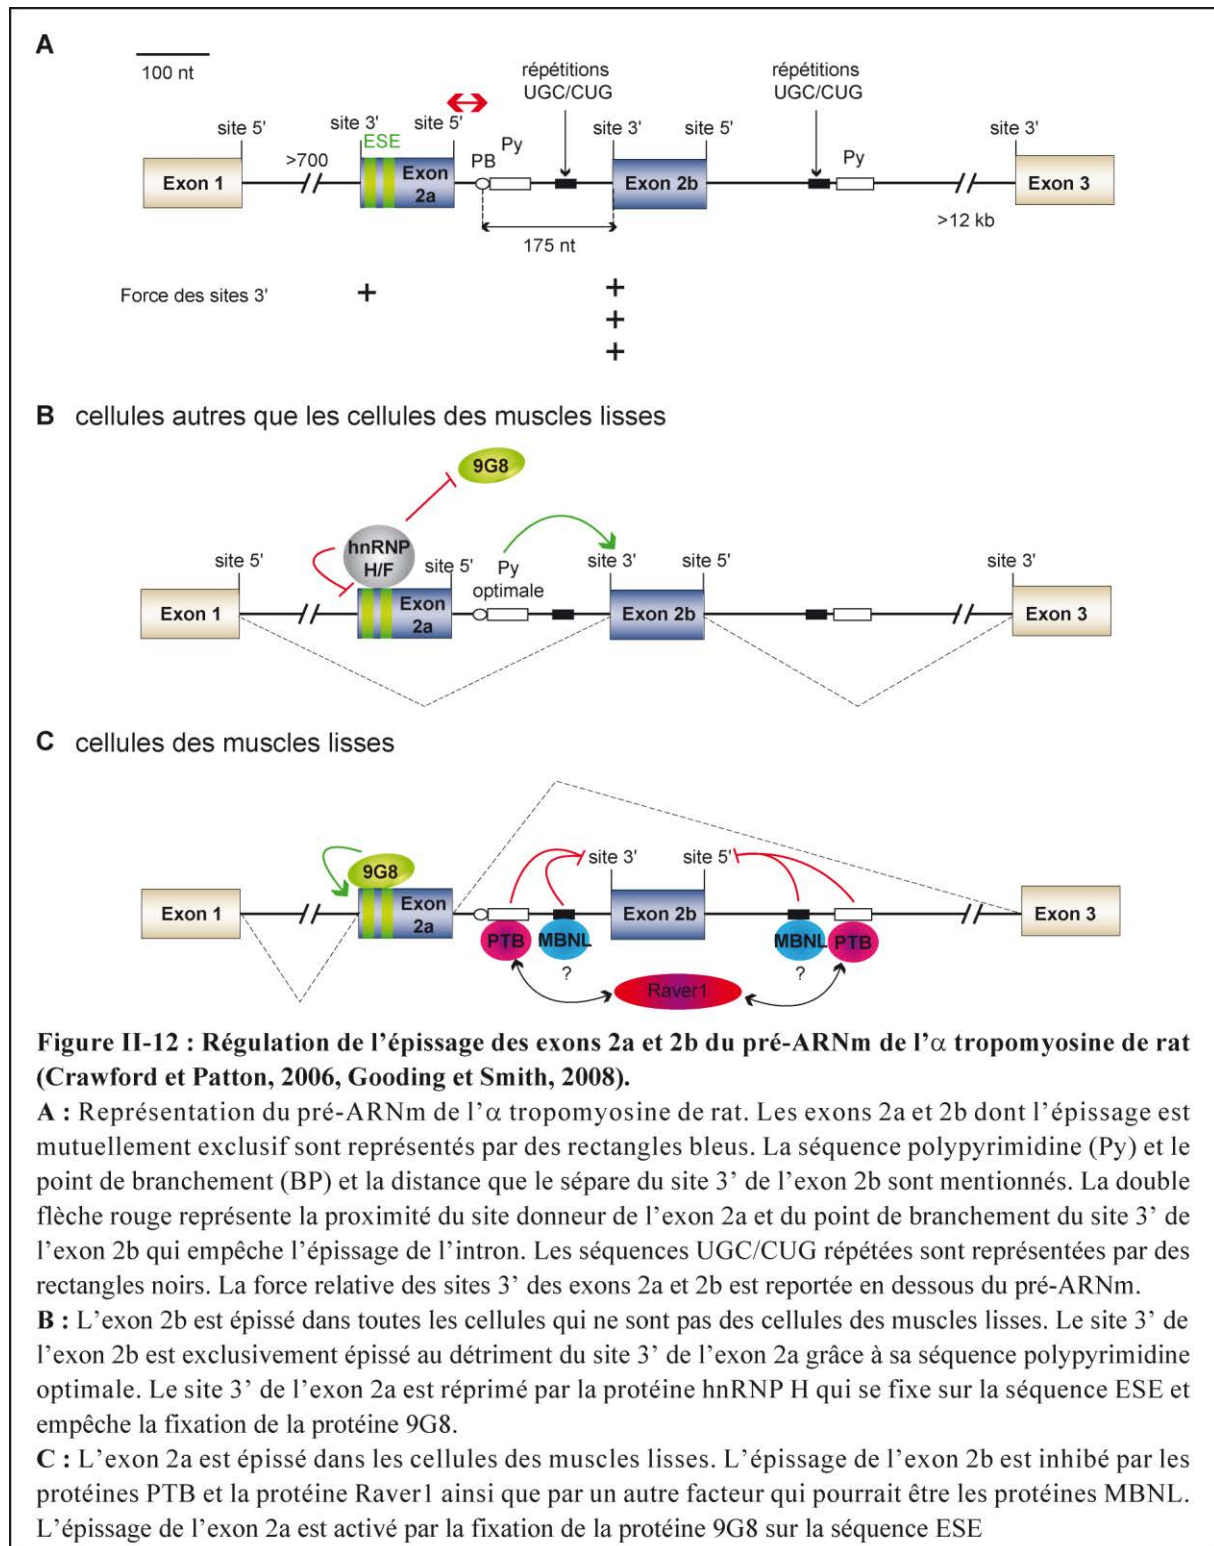 A
100 nt
répétitions
UGC/CUG
répétitions
UGC/CUG
site 5'
site 3'
site 5'
site 3'
site 5'
site 3'
ESE
Py
PB
Py
>700
Exon 1
Exon
2a
Exon 2b
Exon 3
175 nt
>12 kb
Force des sites 3'
+
+
+
+
B cellules autres que les cellules des muscles lisses
9G8
hnRNP
H/F
site 5'
site 5'
Py
optimale
site 3'
site 5'
site 3'
Exon 1
Exon
2a
Exon 2b
Exon 3
C cellules des muscles lisses
9G8
site 3'
site 5'
Exon 1
Exon
2a
Exon 2b
Exon 3
PTB
MBNL
MBNL
PTB
?
?
Raver1
Figure II-12 : Régulation de l'épissage des exons 2a et 2b du pré-ARNm de l'α tropomyosine de rat
(Crawford et Patton, 2006, Gooding et Smith, 2008).
A : Représentation du pré-ARNm de l'α tropomyosine de rat. Les exons 2a et 2b dont l'épissage est
mutuellement exclusif sont représentés par des rectangles bleus. La séquence polypyrimidine (Py) et le
point de branchement (BP) et la distance que le sépare du site 3' de l'exon 2b sont mentionnés. La double
flèche rouge représente la proximité du site donneur de l'exon 2a et du point de branchement du site 3' de
l'exon 2b qui empêche l'épissage de l'intron. Les séquences UGC/CUG répétées sont représentées par des
rectangles noirs. La force relative des sites 3' des exons 2a et 2b est reportée en dessous du pré-ARNm.
B : L'exon 2b est épissé dans toutes les cellules qui ne sont pas des cellules des muscles lisses. Le site 3' de
l'exon 2b est exclusivement épissé au détriment du site 3' de l'exon 2a grâce à sa séquence polypyrimidine
optimale. Le site 3' de l'exon 2a est réprimé par la protéine hnRNP H qui se fixe sur la séquence ESE et
empêche la fixation de la protéine 9G8.
C : L'exon 2a est épissé dans les cellules des muscles lisses. L'épissage de l'exon 2b est inhibé par les
protéines PTB et la protéine Raver1 ainsi que par un autre facteur qui pourrait être les protéines MBNL.
L'épissage de l'exon 2a est activé par la fixation de la protéine 9G8 sur la séquence ESE